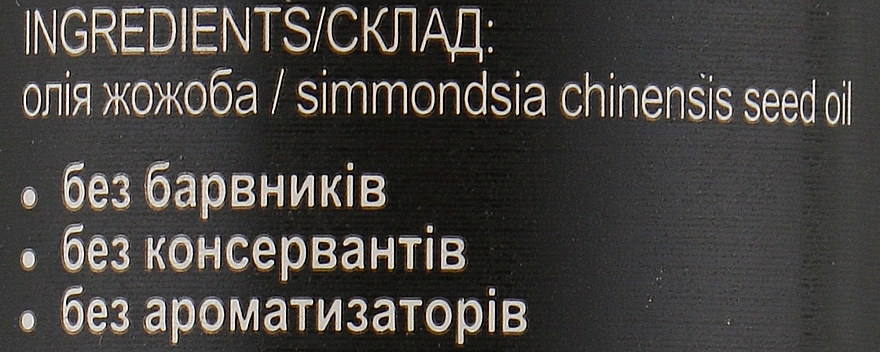 INGREDIENTS/СКЛАД:
олія жожоба / simmondsia chinensis seed oil
• без барвників
• без консервантів
• без ароматизаторів